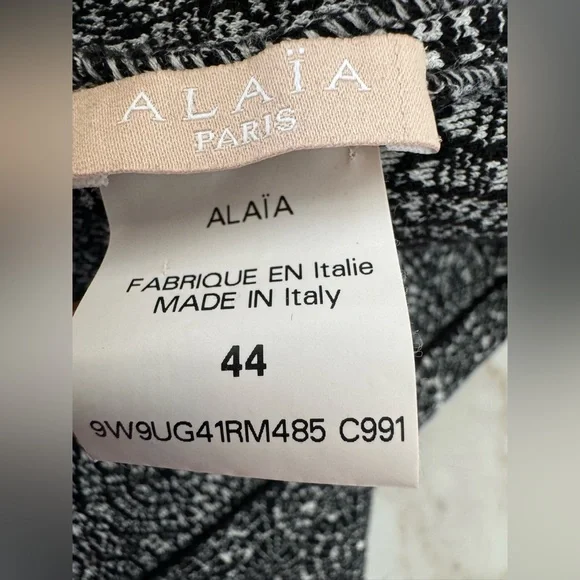 ALAÏA
PARIS
ALAÏA
FABRIQUE EN Italie
MADE IN Italy
44
9W9UG41RM485 C991